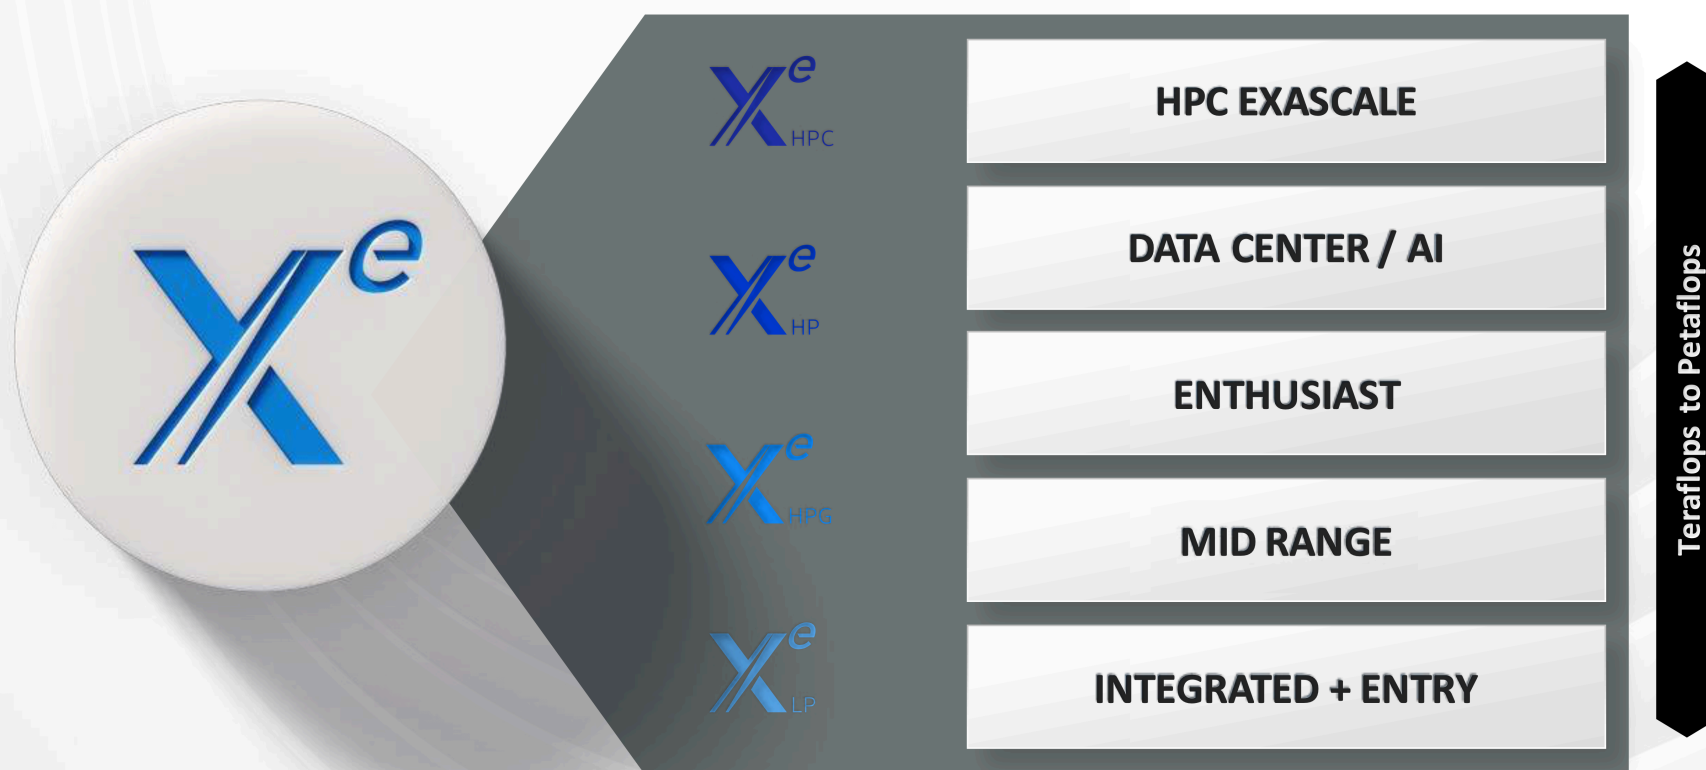 Xe
Xe HPC
HPC EXASCALE
Xe HP
DATA CENTER / AI
ENTHUSIAST
Xe HPG
MID RANGE
Xe LP
INTEGRATED + ENTRY
Teraflops to Petaflops